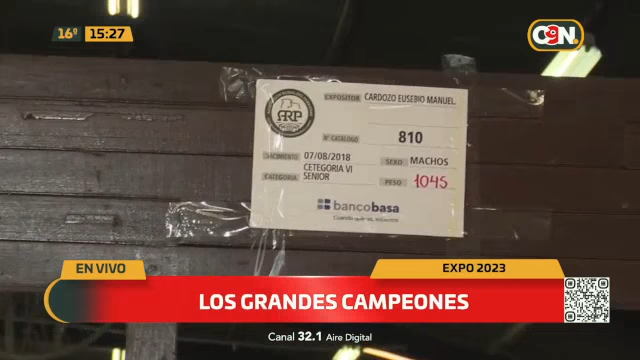 16º 15:27
C9N.
EXPOSITOR CARDOZO EUSEBIO MANUEL.
ARP
Nº CATALOGO 810
NACIMIENTO 07/08/2018 SEXO MACHOS
CETEGORIA VI
CATEGORIA SENIOR PESO 1045
bancobasa
EN VIVO EXPO 2023
LOS GRANDES CAMPEONES
Canal 32.1 Aire Digital